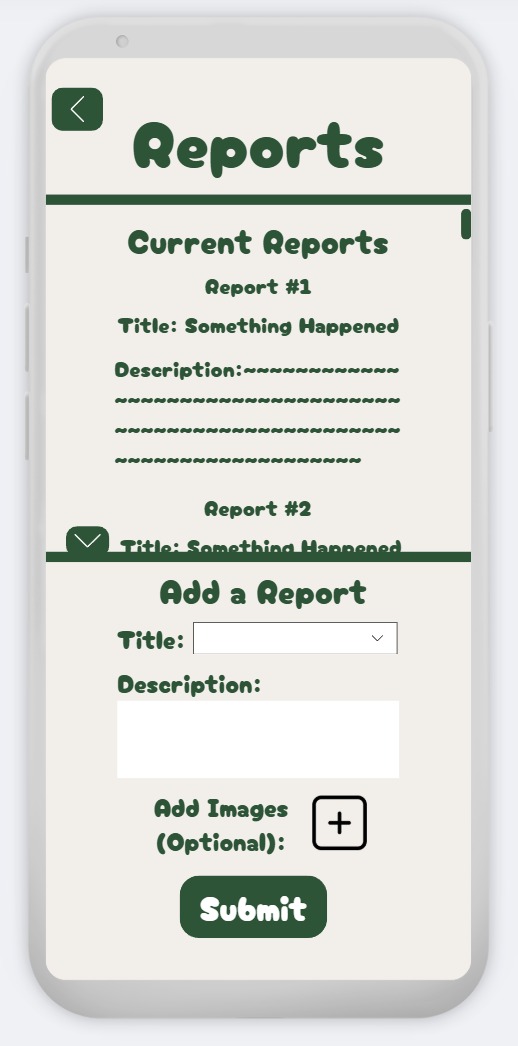 Reports
Current Reports
Report #1
Title: Something Happened
Description:~~~~~~~~~~~~
~~~~~~~~~~~~~~~~~~~~~~
~~~~~~~~~~~~~~~~~~~~~~
~~~~~~~~~~~~~~~~~~~
Report #2
Title: Something Happened
Add a Report
Title:
Description:
Add Images
(Optional):
Submit